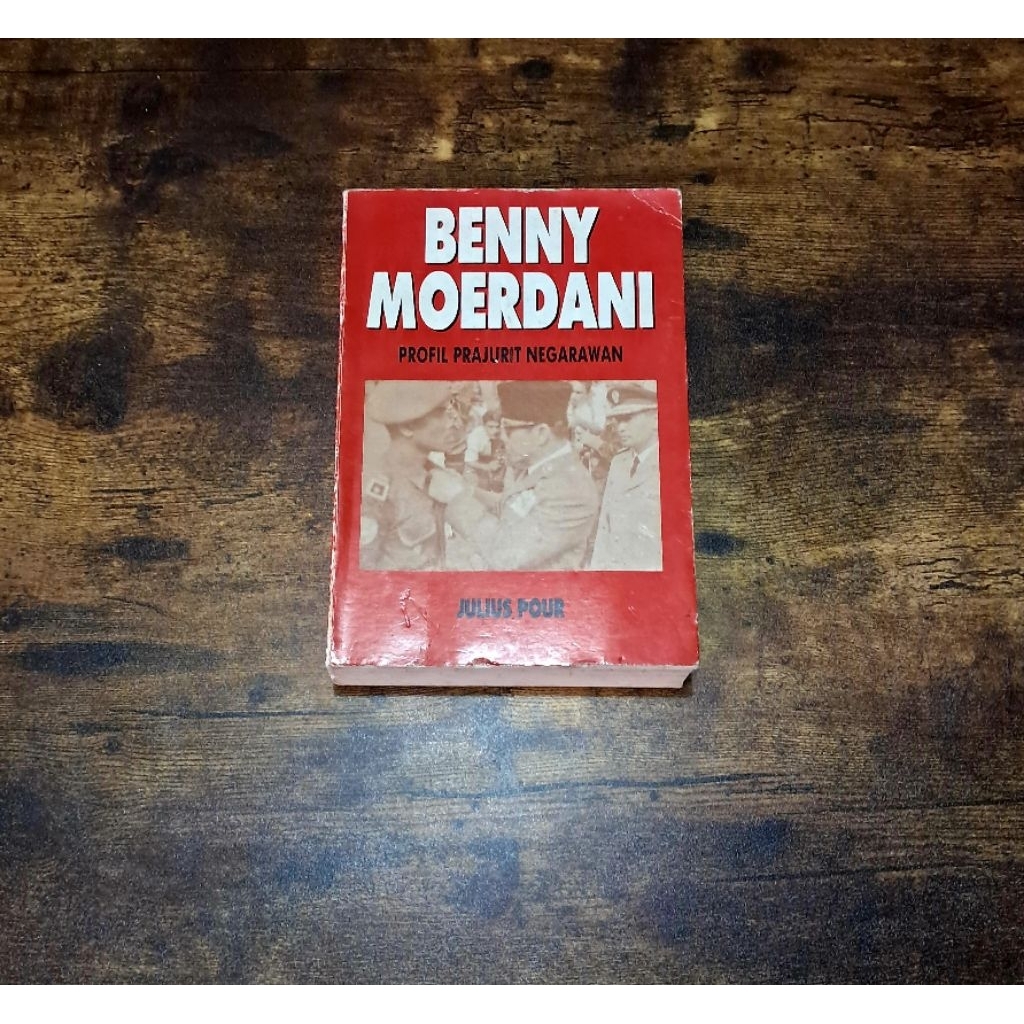 BENNY
MOERDANI
PROFIL PRAJURIT NEGARAWAN
JULIUS POUR